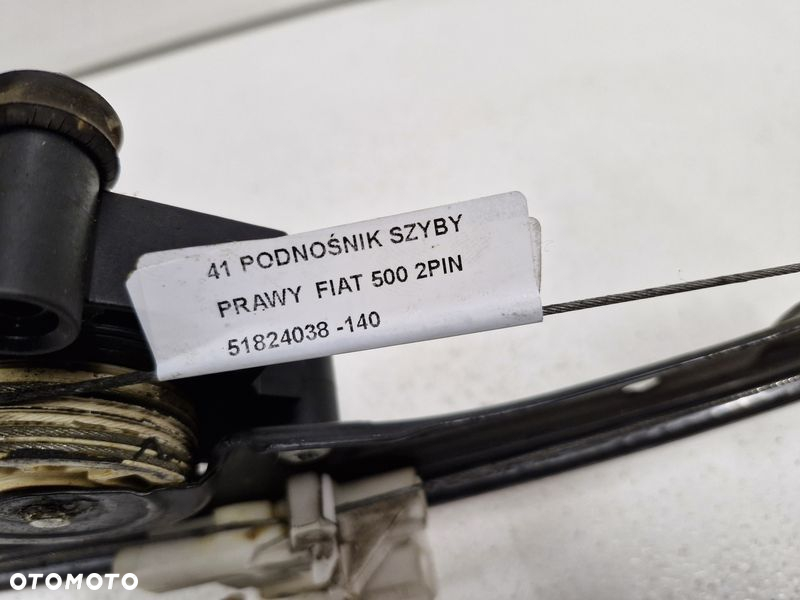 41 PODNOŚNIK SZYBY
PRAWY FIAT 500 2PIN
51824038 -140
OTOMOTO